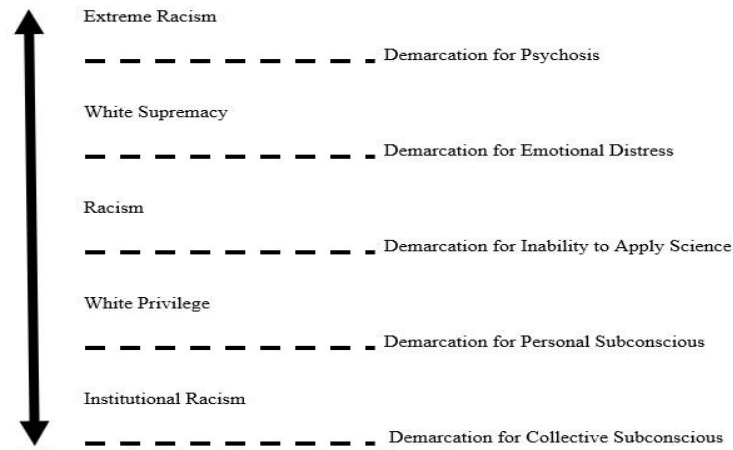 Extreme Racism
Demarcation for Psychosis
White Supremacy
Demarcation for Emotional Distress
Racism
Demarcation for Inability to Apply Science
White Privilege
Demarcation for Personal Subconscious
Institutional Racism
Demarcation for Collective Subconscious